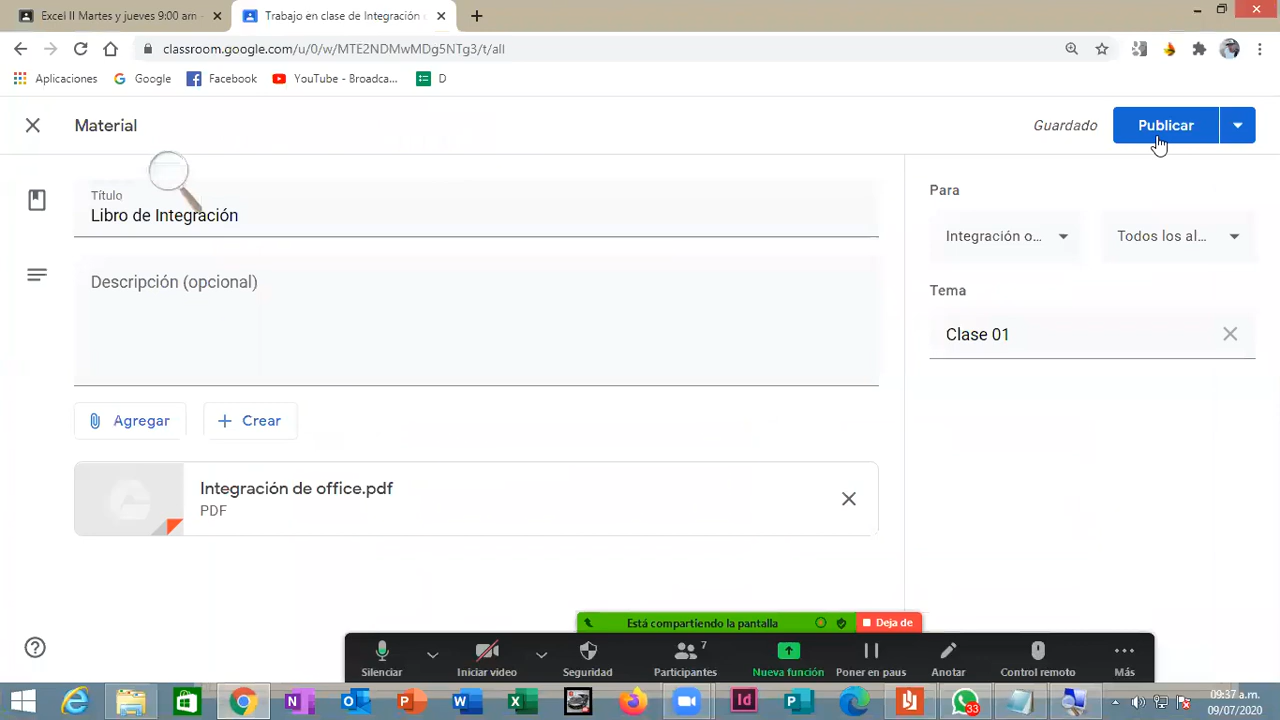 Excel II Martes y jueves 9:00 am -
Trabajo en clase de Integración
classroom.google.com/u/0/w/MTE2NDMwMDg5NTg3/t/all
Aplicaciones
Google
Facebook
YouTube - Broadca...
D
Material
Guardado
Publicar
Título
Libro de Integración
Para
Integración o...
Todos los al...
Descripción (opcional)
Tema
Clase 01
Agregar
Crear
Integración de office.pdf
PDF
Está compartiendo la pantalla
Deja de
Silenciar
Iniciar video
Seguridad
7
Participantes
Nueva función
Poner en paus
Anotar
Control remoto
Más
33
09:37 a.m.
09/07/2020